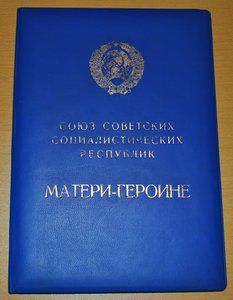 СОЮЗ СОВЕТСКИХ
СОЦИАЛИСТИЧЕСКИХ
РЕСПУБЛИК
МАТЕРИ-ГЕРОИНЕ